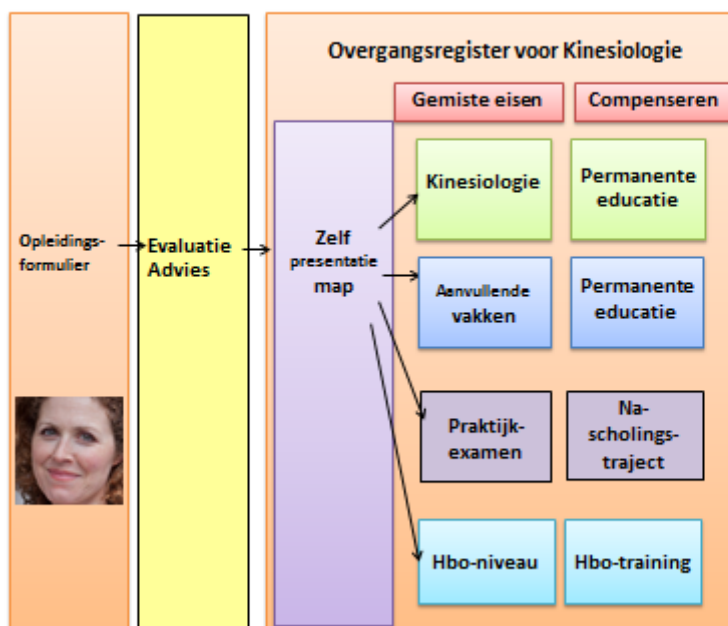 Overgangsregister voor Kinesiologie
Gemiste eisen
Compenseren
Opleidings-
formulier
Evaluatie
Advies
Zelf
presentatie
map
Kinesiologie
Permanente
educatie
Aanvullende
vakken
Permanente
educatie
Praktijk-
examen
Na-
scholings-
traject
Hbo-niveau
Hbo-training